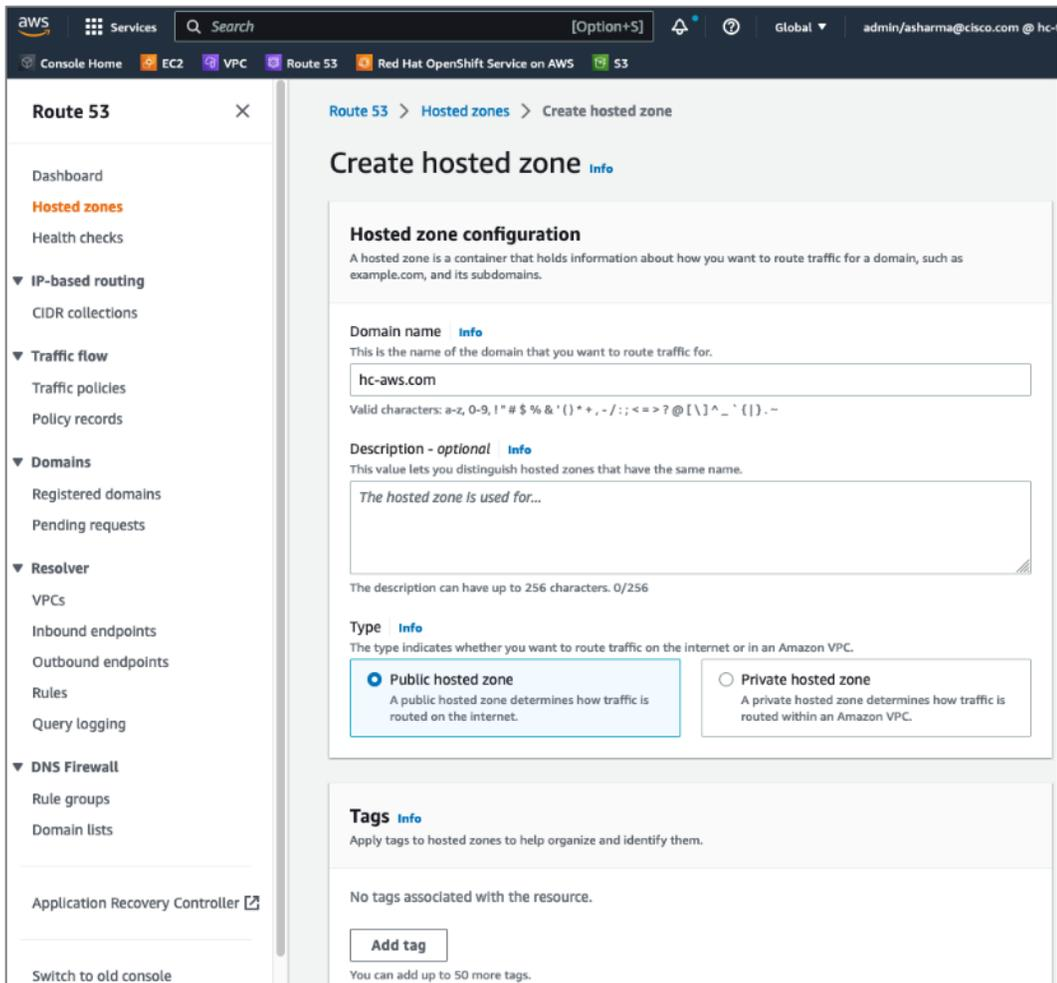 aws
Services
Search
[Option+S]
Global ▼
admin/asharma@cisco.com @ hc-
Console Home
EC2
VPC
Route 53
Red Hat OpenShift Service on AWS
S3
Route 53
Dashboard
Hosted zones
Health checks
▼ IP-based routing
CIDR collections
▼ Traffic flow
Traffic policies
Policy records
▼ Domains
Registered domains
Pending requests
▼ Resolver
VPCs
Inbound endpoints
Outbound endpoints
Rules
Query logging
▼ DNS Firewall
Rule groups
Domain lists
Application Recovery Controller
Switch to old console
Route 53 > Hosted zones > Create hosted zone
Create hosted zone Info
Hosted zone configuration
A hosted zone is a container that holds information about how you want to route traffic for a domain, such as
example.com, and its subdomains.
Domain name Info
This is the name of the domain that you want to route traffic for.
hc-aws.com
Valid characters: a-z, 0-9, ! " # $ % & ' ( ) * + , - / : ; < = > ? @ [ \ ] ^ _ ` { | } . ~
Description - optional Info
This value lets you distinguish hosted zones that have the same name.
The hosted zone is used for...
The description can have up to 256 characters. 0/256
Type Info
The type indicates whether you want to route traffic on the internet or in an Amazon VPC.
Public hosted zone
A public hosted zone determines how traffic is
routed on the internet.
Private hosted zone
A private hosted zone determines how traffic is
routed within an Amazon VPC.
Tags Info
Apply tags to hosted zones to help organize and identify them.
No tags associated with the resource.
Add tag
You can add up to 50 more tags.